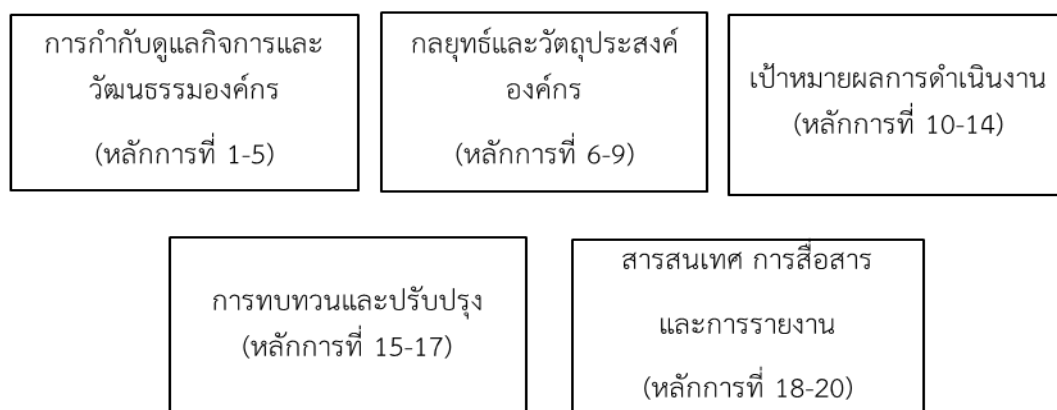 การกำกับดูแลกิจการและ
วัฒนธรรมองค์กร
(หลักการที่ 1-5)
กลยุทธ์และวัตถุประสงค์
องค์กร
(หลักการที่ 6-9)
เป้าหมายผลการดำเนินงาน
(หลักการที่ 10-14)
การทบทวนและปรับปรุง
(หลักการที่ 15-17)
สารสนเทศ การสื่อสาร
และการรายงาน
(หลักการที่ 18-20)